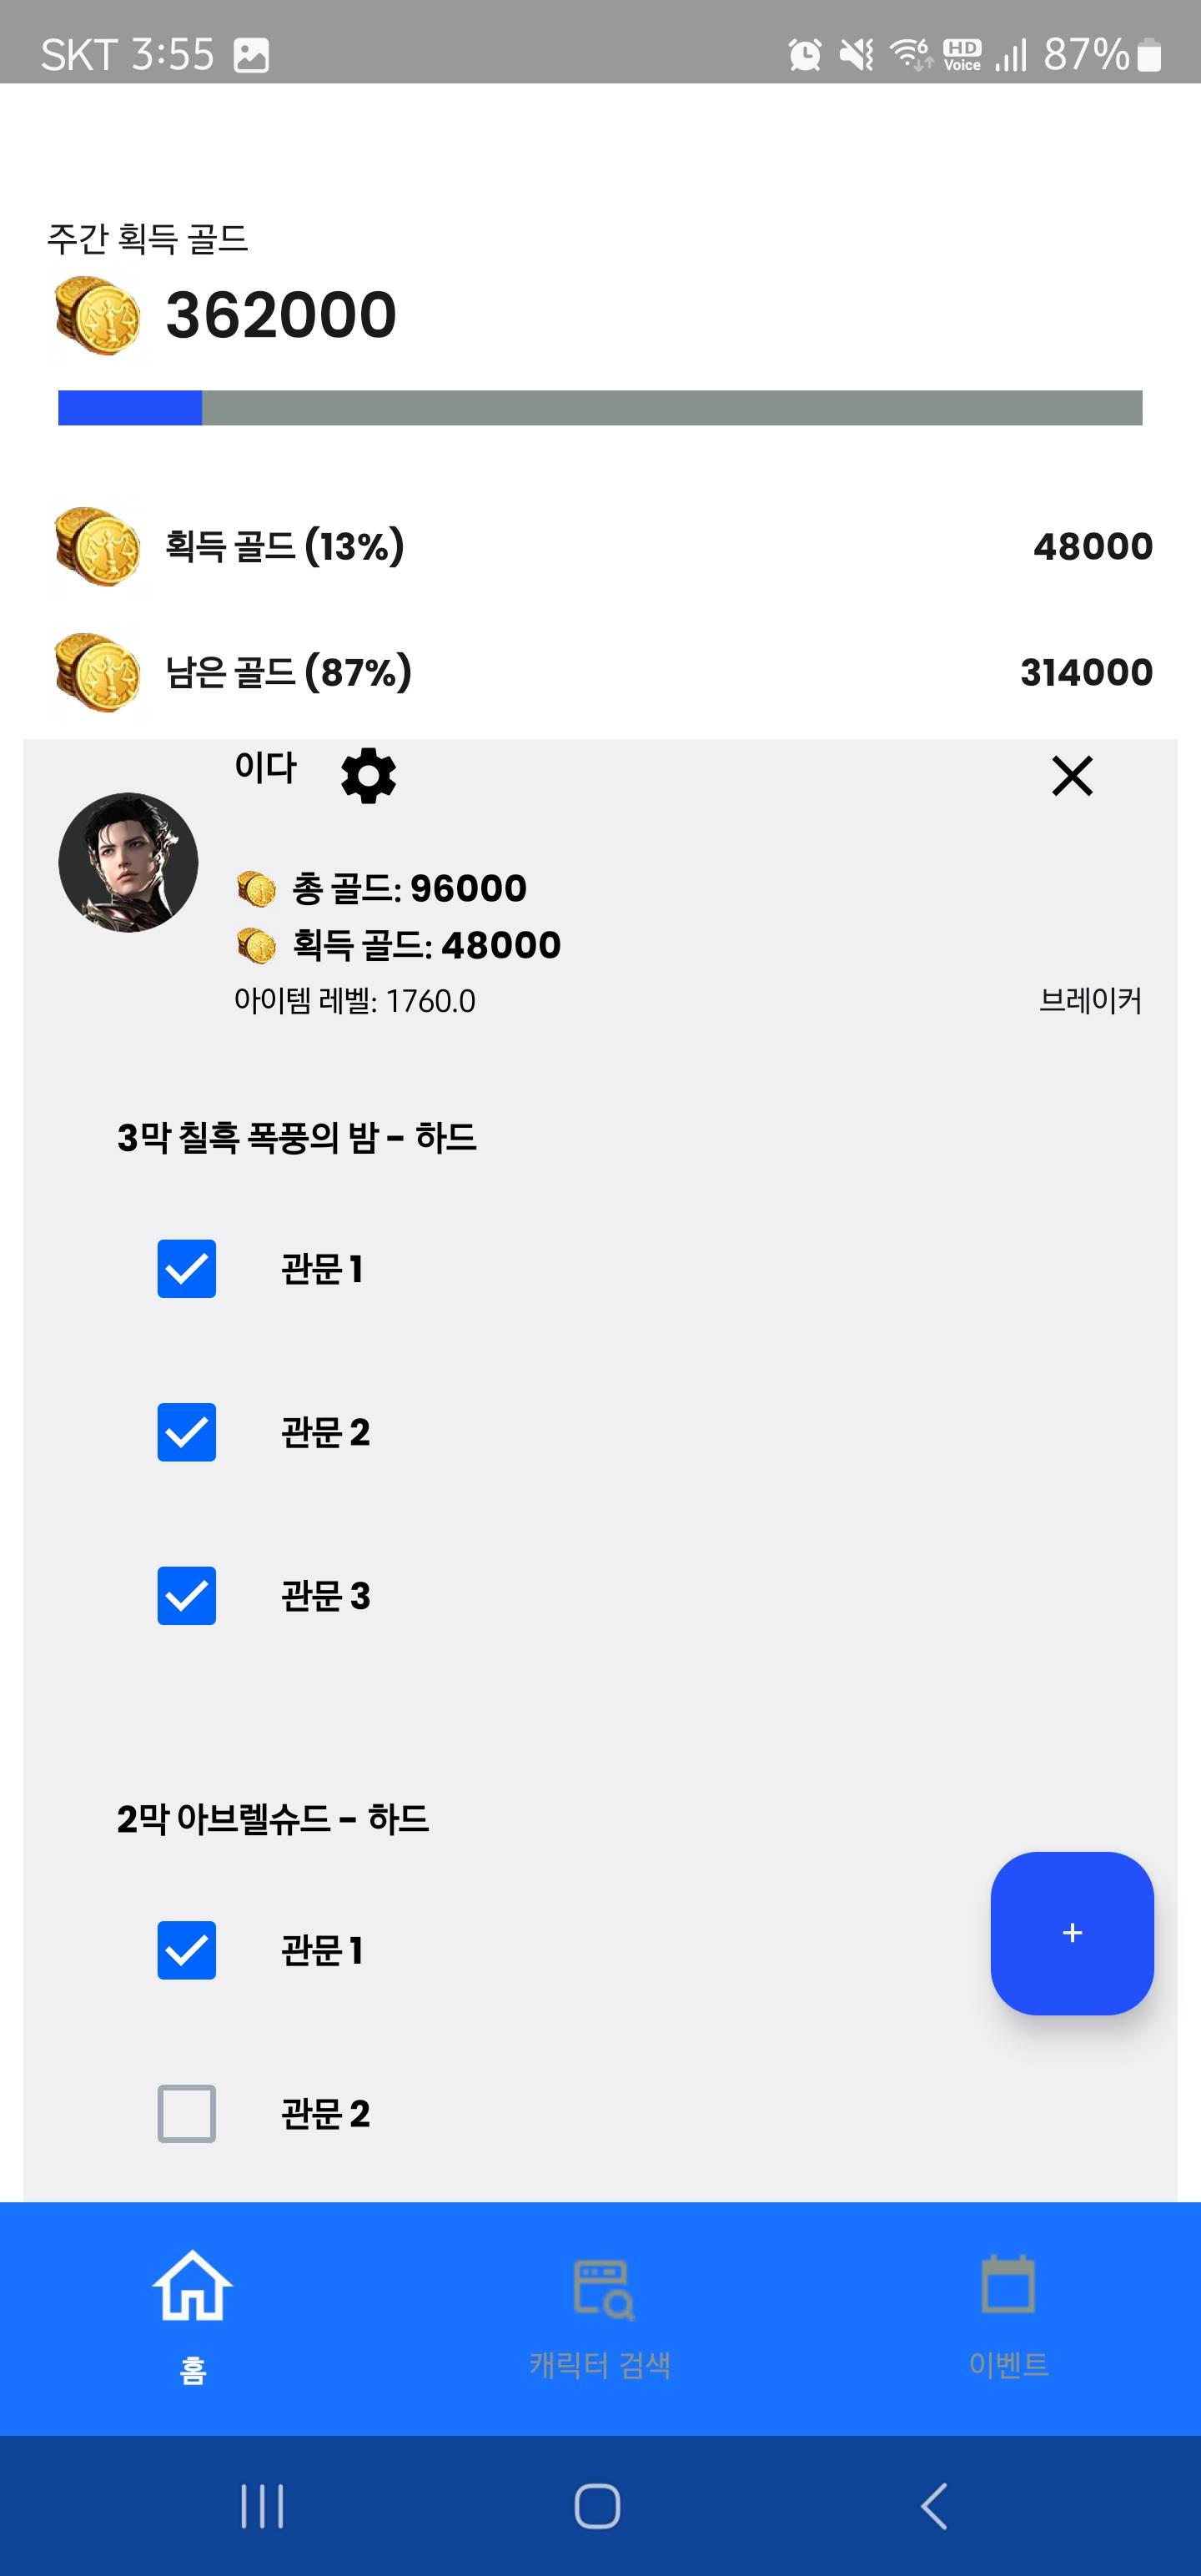 SKT 3:55 6 HD Voice 87%
주간 획득 골드
362000
획득 골드 (13%) 48000
남은 골드 (87%) 314000
이다
총 골드: 96000
획득 골드: 48000
아이템 레벨: 1760.0 브레이커
3막 칠흑 폭풍의 밤 - 하드
관문 1
관문 2
관문 3
2막 아브렐슈드 - 하드
관문 1
+
관문 2
홈 캐릭터 검색 이벤트